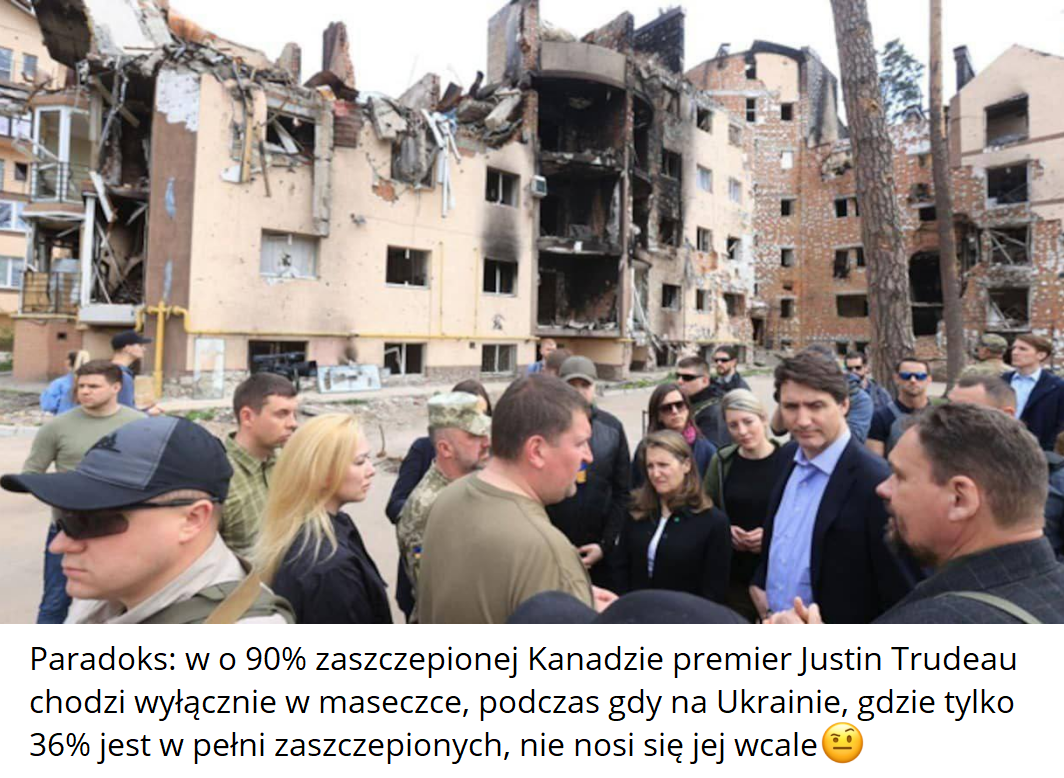 Paradoks: w o 90% zaszczepionej Kanadzie premier Justin Trudeau
chodzi wyłącznie w maseczce, podczas gdy na Ukrainie, gdzie tylko
36% jest w pełni zaszczepionych, nie nosi się jej wcale🤨